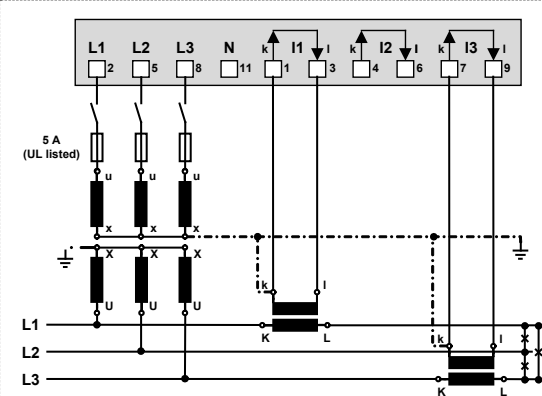 L1 L2 L3 N k I1 l k I2 l k I3 l
2 5 8 11 1 3 4 6 7 9
5 A
(UL listed)
u u u
x x x
X X X
k l
U U U
L1
K L
L2
k l
L3
K L